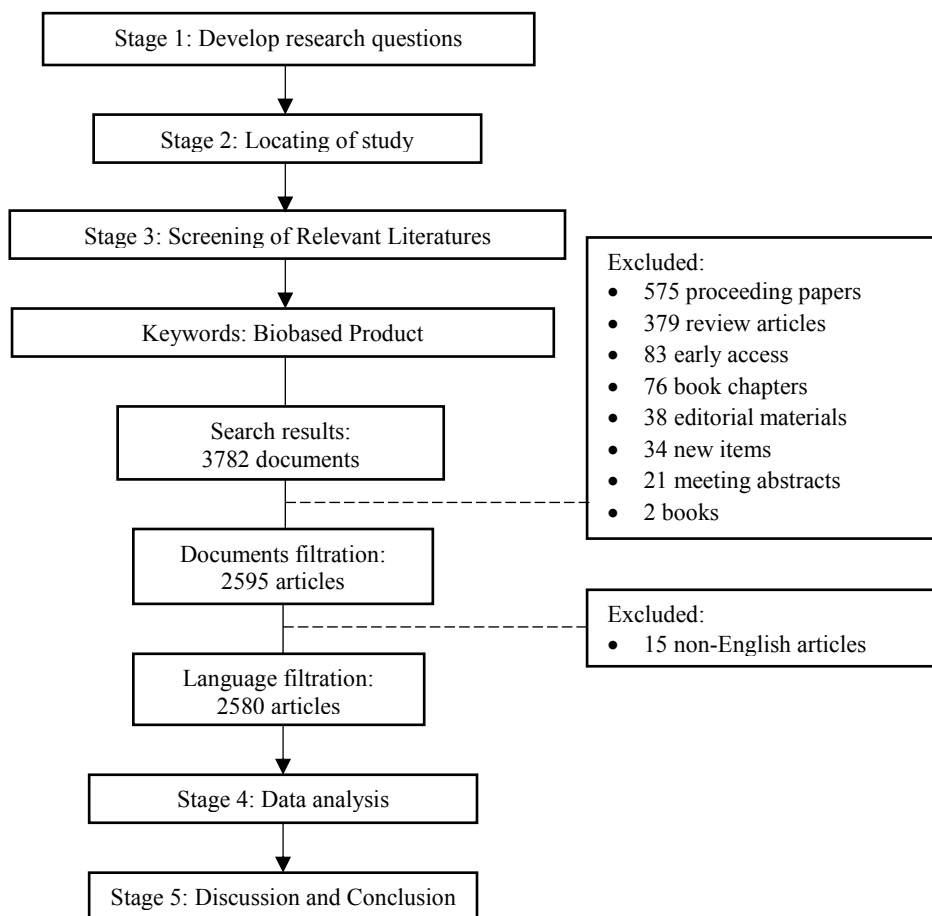 Stage 1: Develop research questions
Stage 2: Locating of study
Stage 3: Screening of Relevant Literatures
Keywords: Biobased Product
Search results:
3782 documents
Excluded:
• 575 proceeding papers
• 379 review articles
• 83 early access
• 76 book chapters
• 38 editorial materials
• 34 new items
• 21 meeting abstracts
• 2 books
Documents filtration:
2595 articles
Excluded:
• 15 non-English articles
Language filtration:
2580 articles
Stage 4: Data analysis
Stage 5: Discussion and Conclusion